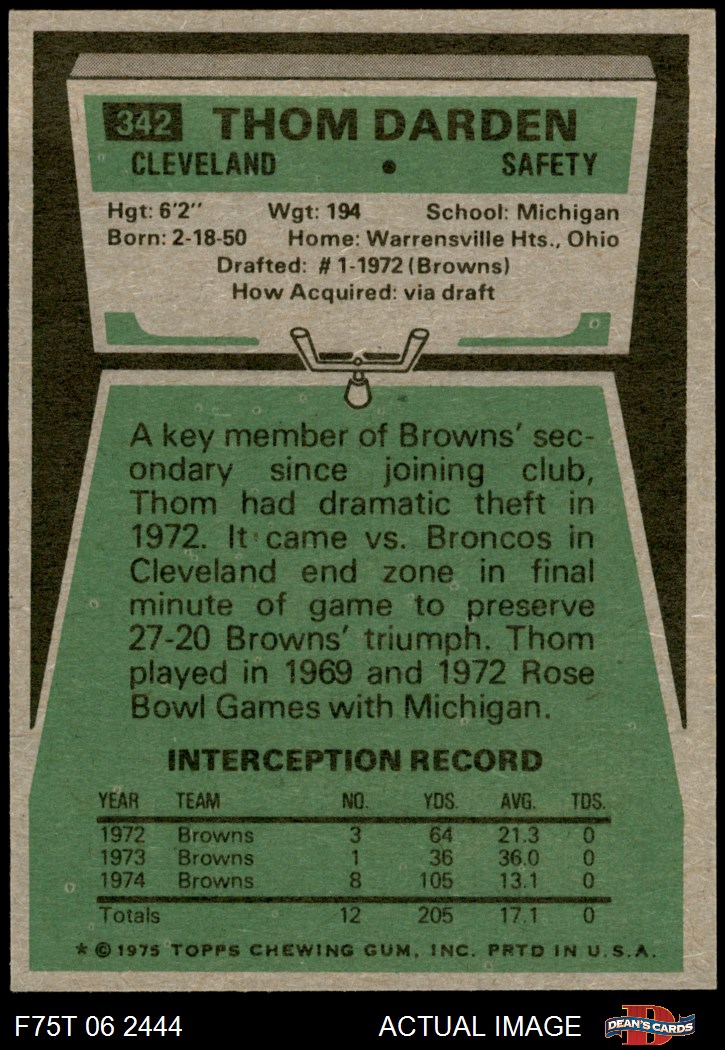 342 THOM DARDEN
CLEVELAND • SAFETY
Hgt: 6'2" Wgt: 194 School: Michigan
Born: 2-18-50 Home: Warrensville Hts., Ohio
Drafted: #1-1972 (Browns)
How Acquired: via draft
A key member of Browns' sec-
ondary since joining club,
Thom had dramatic theft in
1972. It came vs. Broncos in
Cleveland end zone in final
minute of game to preserve
27-20 Browns' triumph. Thom
played in 1969 and 1972 Rose
Bowl Games with Michigan.
INTERCEPTION RECORD
YEAR TEAM NO. YDS. AVG. TDS.
1972 Browns 3 64 21.3 0
1973 Browns 1 36 36.0 0
1974 Browns 8 105 13.1 0
Totals 12 205 17.1 0
* © 1975 TOPPS CHEWING GUM, INC. PRTD IN U.S.A.
F75T 06 2444 ACTUAL IMAGE D DEAN'S CARDS